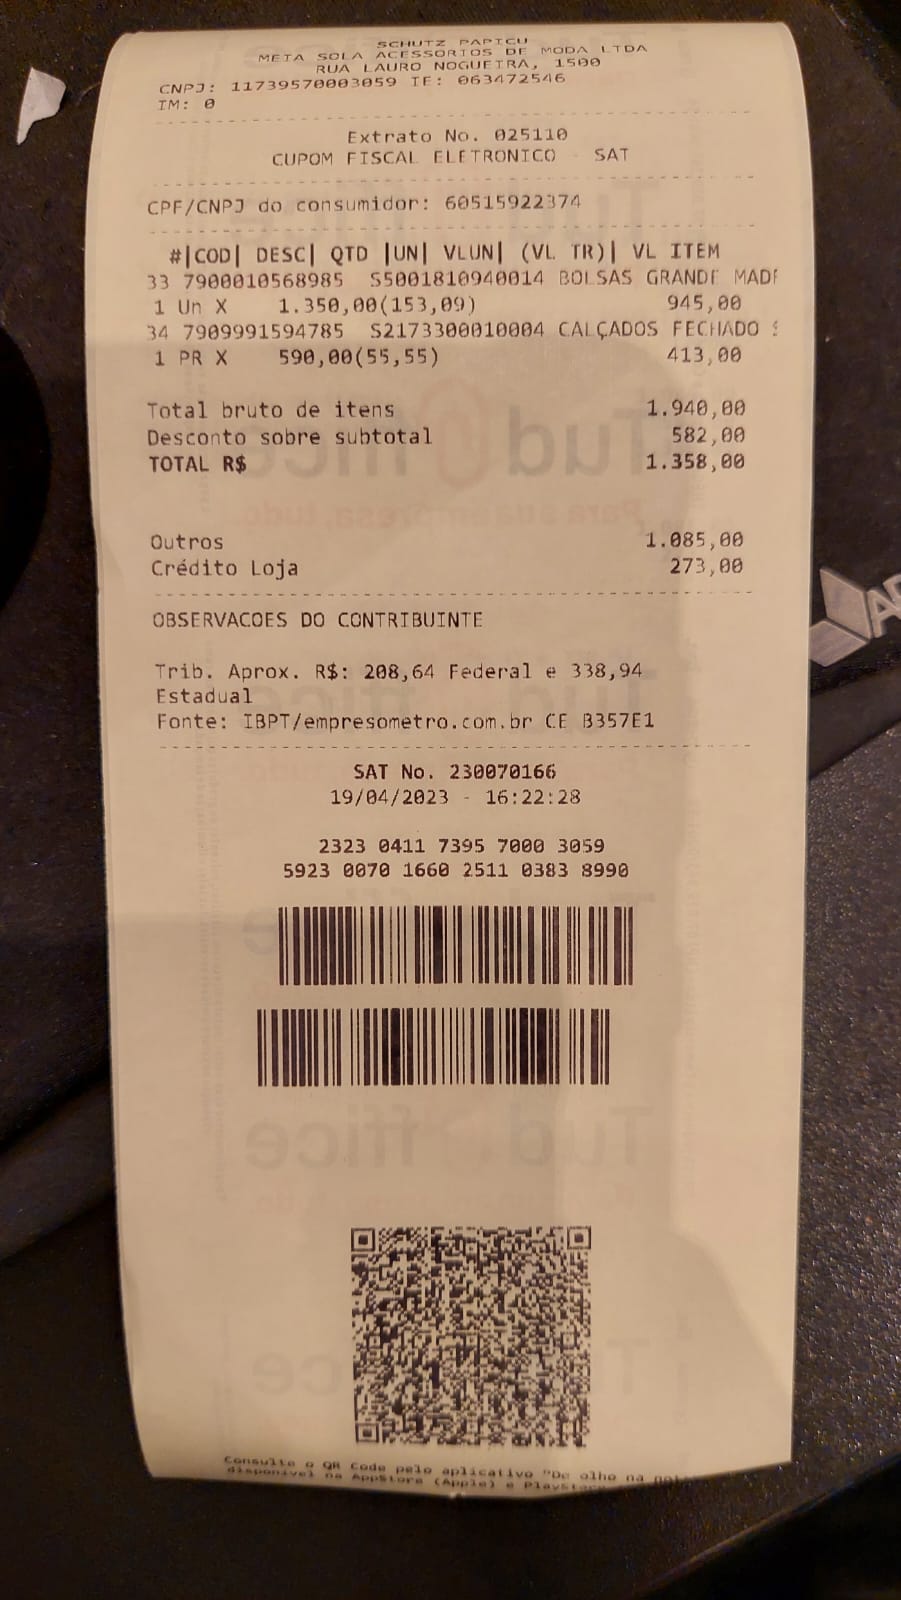 SCHUTZ PAPICU
META SOLA ACESSORIOS DE MODA LTDA
RUA LAURO NOGUEIRA, 1500
CNPJ: 11739570003059 IE: 063472546
IM: 0
Extrato No. 025110
CUPOM FISCAL ELETRONICO - SAT
CPF/CNPJ do consumidor: 60515922374
#|COD| DESC| QTD |UN| VLUN| (VL TR)| VL ITEM
33 7900010568985 S5001810940014 BOLSAS GRANDE MADE
1 Un X 1.350,00(153,09) 945,00
34 7909991594785 S2173300010004 CALÇADOS FECHADO S
1 PR X 590,00(55,55) 413,00
Total bruto de itens 1.940,00
Desconto sobre subtotal 582,00
TOTAL R$ 1.358,00
Outros 1.085,00
Crédito Loja 273,00
OBSERVACOES DO CONTRIBUINTE
Trib. Aprox. R$: 208,64 Federal e 338,94
Estadual
Fonte: IBPT/empresometro.com.br CE B357E1
SAT No. 230070166
19/04/2023 - 16:22:28
2323 0411 7395 7000 3059
5923 0070 1660 2511 0383 8990
Consulte o QR Code pelo aplicativo "De olho na
disponivel na AppStore (Apple) e